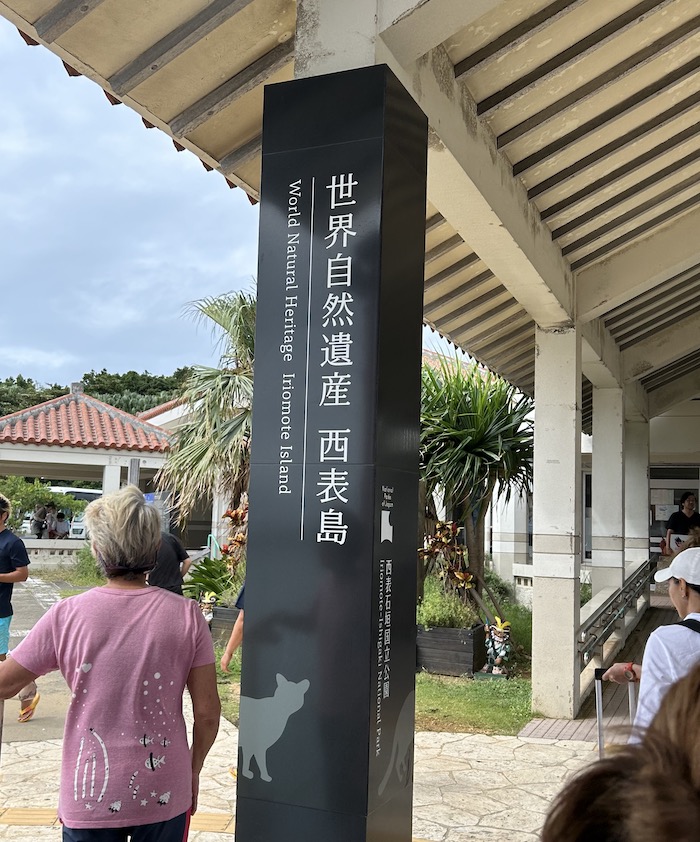 世界自然遺産 西表島
World Natural Heritage Iriomote Island
National
Parks
of Japan
西表石垣国立公園
Iriomote-Ishigaki National Park